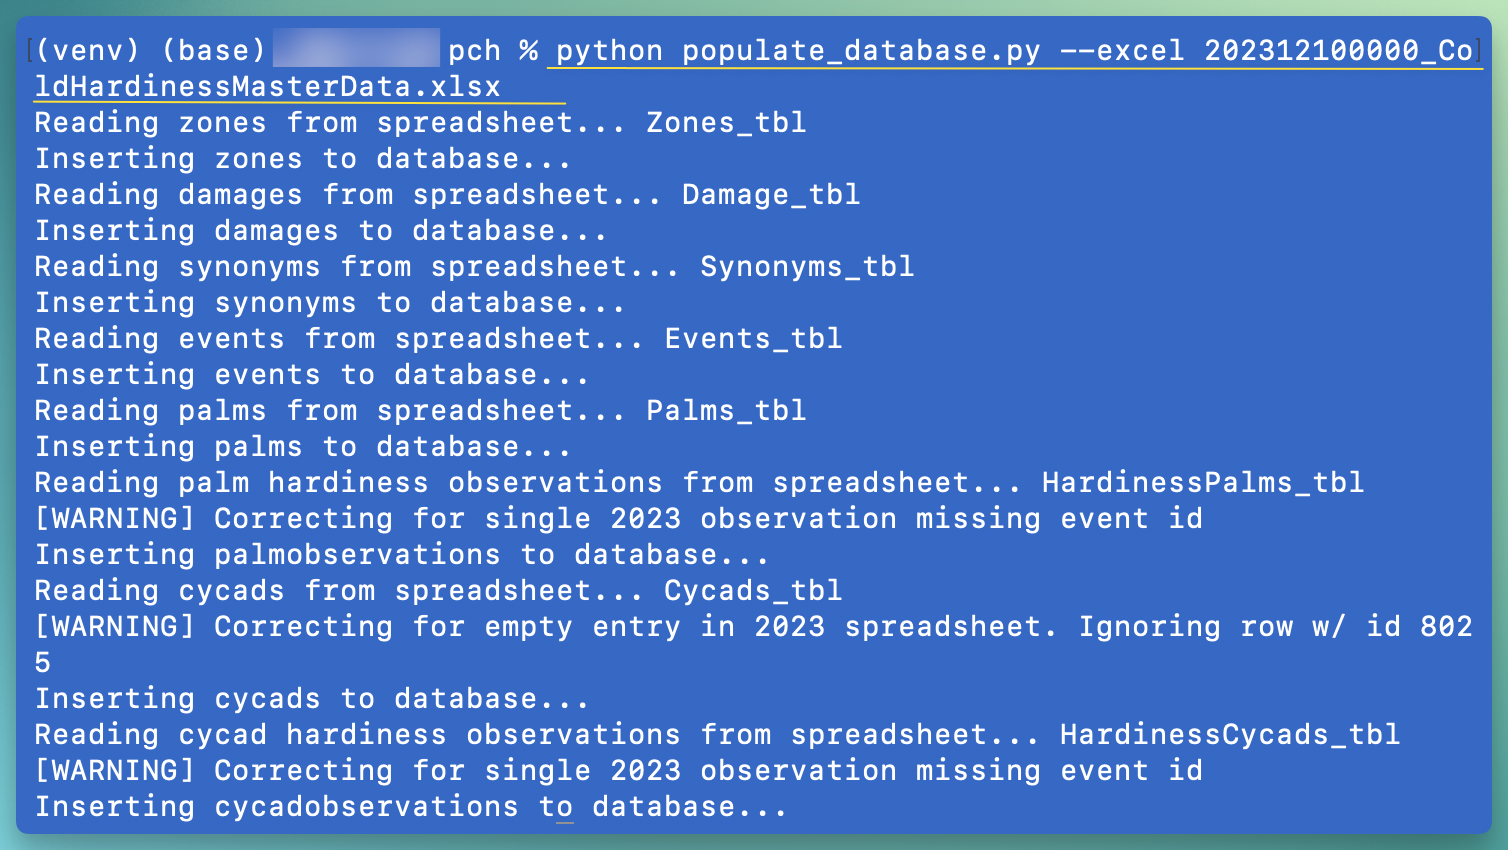 (venv) (base) pch % python populate_database.py --excel 202312100000_Co
ldHardinessMasterData.xlsx
Reading zones from spreadsheet... Zones_tbl
Inserting zones to database...
Reading damages from spreadsheet... Damage_tbl
Inserting damages to database...
Reading synonyms from spreadsheet... Synonyms_tbl
Inserting synonyms to database...
Reading events from spreadsheet... Events_tbl
Inserting events to database...
Reading palms from spreadsheet... Palms_tbl
Inserting palms to database...
Reading palm hardiness observations from spreadsheet... HardinessPalms_tbl
[WARNING] Correcting for single 2023 observation missing event id
Inserting palmobservations to database...
Reading cycads from spreadsheet... Cycads_tbl
[WARNING] Correcting for empty entry in 2023 spreadsheet. Ignoring row w/ id 802
5
Inserting cycads to database...
Reading cycad hardiness observations from spreadsheet... HardinessCycads_tbl
[WARNING] Correcting for single 2023 observation missing event id
Inserting cycadobservations to database...